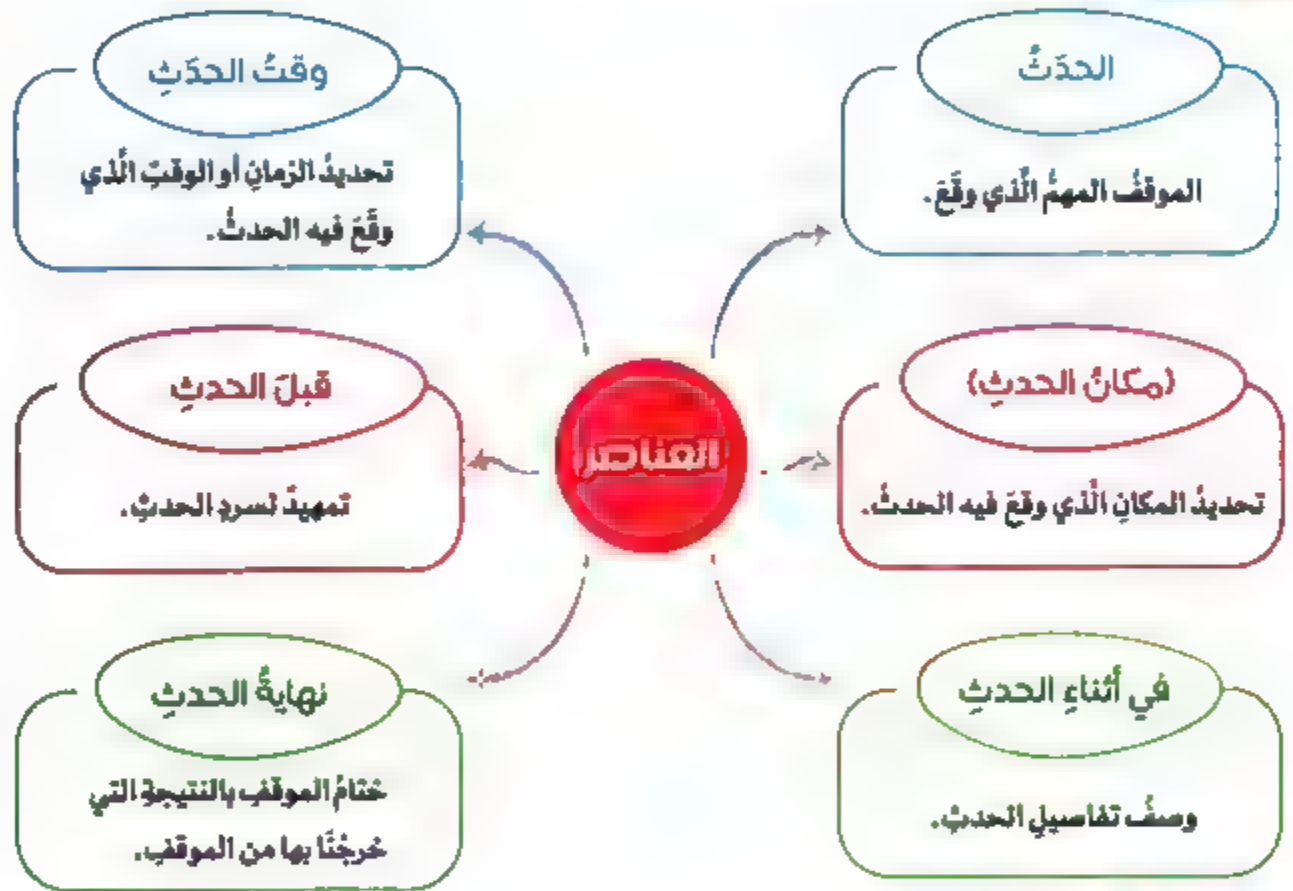 الحدَثُ
الموقفُ المهمُّ الَّذي وقَعَ.
وقتُ الحدَثِ
تحديدُ الزمانِ أو الوقتِ الَّذي
وقَعَ فيه الحدثُ.
العناصر
(مكانُ الحدثِ)
تحديدُ المكانِ الَّذي وقعَ فيه الحدثُ.
قبلَ الحدثِ
تمهيدٌ لسردِ الحدثِ.
في أثناءِ الحدثِ
وصفُ تفاصيلِ الحدثِ.
نهايةُ الحدثِ
ختامُ الموقفِ بالنتيجةِ التي
خرجْنَا بها من الموقفِ.